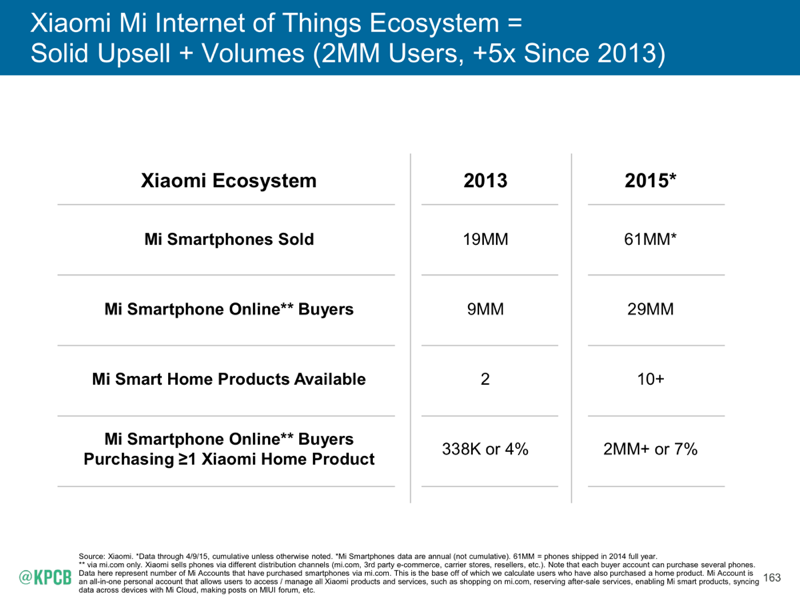 Xiaomi Mi Internet of Things Ecosystem =
Solid Upsell + Volumes (2MM Users, +5x Since 2013)
Xiaomi Ecosystem 2013 2015*
Mi Smartphones Sold 19MM 61MM*
Mi Smartphone Online** Buyers 9MM 29MM
Mi Smart Home Products Available 2 10+
Mi Smartphone Online** Buyers
Purchasing ≥1 Xiaomi Home Product
338K or 4% 2MM+ or 7%
Source: Xiaomi. *Data through 4/9/15, cumulative unless otherwise noted. *Mi Smartphones data are annual (not cumulative). 61MM = phones shipped in 2014 full year.
** via mi.com only. Xiaomi sells phones via different distribution channels (mi.com, 3rd party e-commerce, carrier stores, resellers, etc.). Note that each buyer account can purchase several phones.
Data here represent number of Mi Accounts that have purchased smartphones via mi.com. This is the base off of which we calculate users who have also purchased a home product. Mi Account is
an all-in-one personal account that allows users to access / manage all Xiaomi products and services, such as shopping on mi.com, reserving after-sale services, enabling Mi smart products, syncing
data across devices with Mi Cloud, making posts on MIUI forum, etc.
@KPCB
163